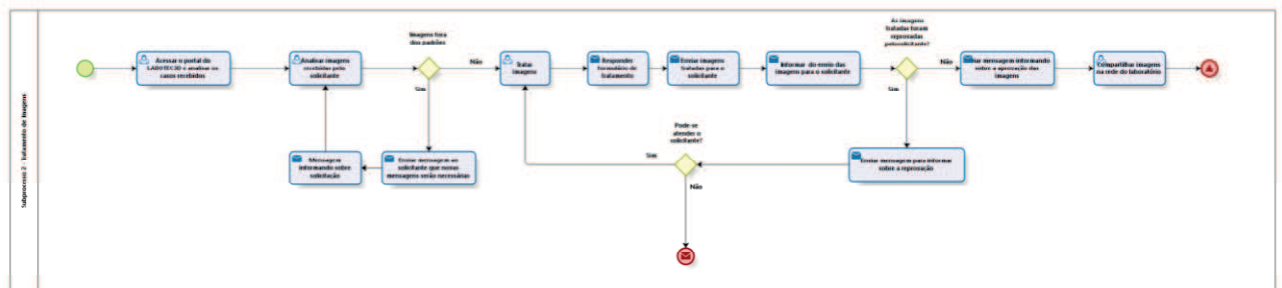 Subprocesso 2 - Tratamento de Imagens
Acessar o portal do
LABOTEC3D e analisar os
casos recebidos
Analisar imagens
recebidas pelo
solicitante
Imagens fora
dos padrões
Sim
Não
Enviar mensagem ao
solicitante que novas
mensagens serão necessárias
Mensagem
informando sobre
solicitação
Tratar
imagens
Responder
formulário de
tratamento
Enviar imagens
tratadas para o
solicitante
Informar do envio das
imagens para o solicitante
As imagens
tratadas foram
reprovadas
pelo solicitante?
Não
Sim
Enviar mensagem para informar
sobre a reprovação
Pode-se
atender o
solicitante?
Sim
Não
mensagem informando
sobre a aprovação das
imagens
Compartilhar imagens
na rede do laboratório